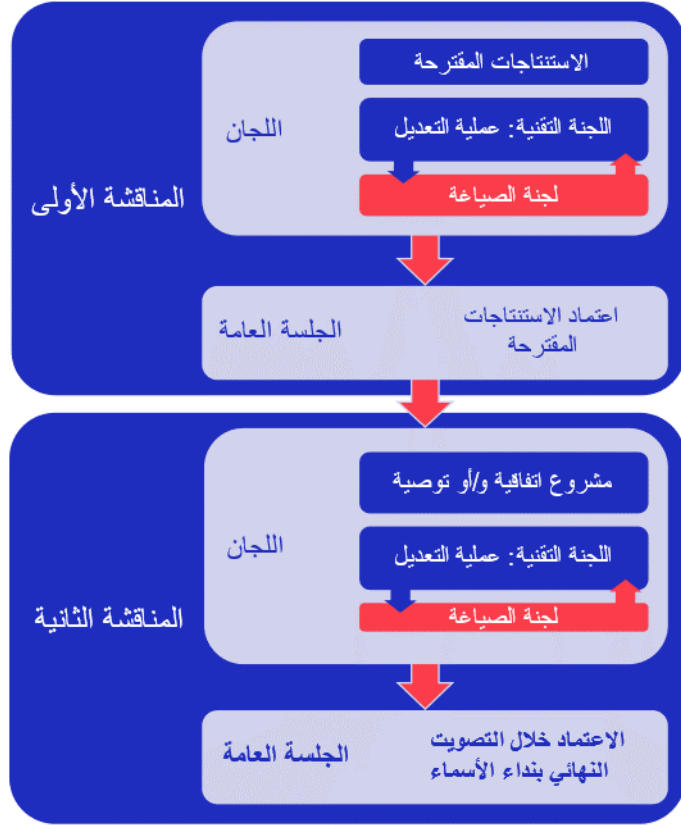 المناقشة الأولى
اللجان
الاستنتاجات المقترحة
اللجنة التقنية: عملية التعديل
لجنة الصياغة
اعتماد الاستنتاجات
المقترحة
الجلسة العامة
المناقشة الثانية
اللجان
مشروع اتفاقية و/أو توصية
اللجنة التقنية: عملية التعديل
لجنة الصياغة
الاعتماد خلال التصويت
النهائي بنداء الأسماء
الجلسة العامة